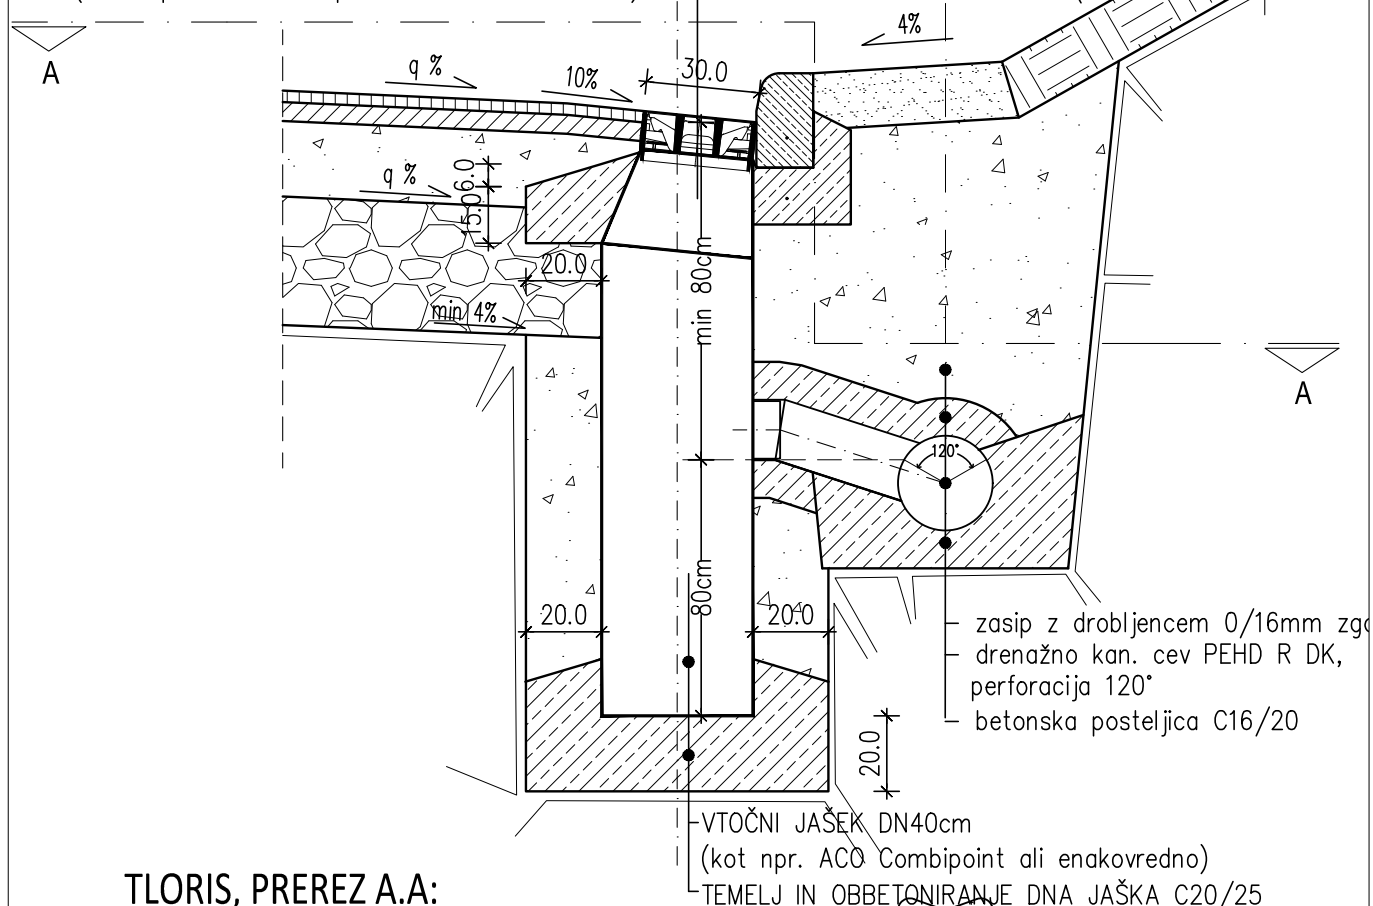 4%
A
q %
10%
30.0
q %
6.0
15.0
20.0
min 80cm
min 4%
A
120°
80cm
20.0
20.0
zasip z drobljencem 0/16mm
drenažno kan. cev PEHD R DK,
perforacija 120°
betonska posteljica C16/20
20.0
VTOČNI JAŠEK DN40cm
(kot npr. ACO Combipoint ali enakovredno)
TEMELJ IN OBBETONIRANJE DNA JAŠKA C20/25
TLORIS, PREREZ A.A: